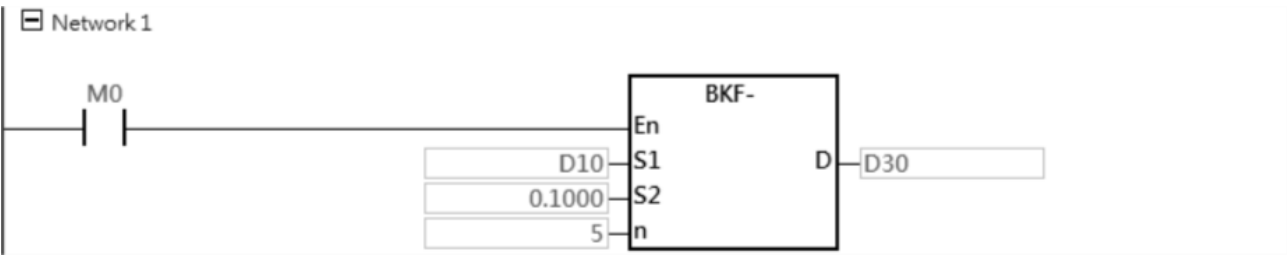 Network 1
M0
BKF-
En
D10 S1 D D30
0.1000 S2
5 n